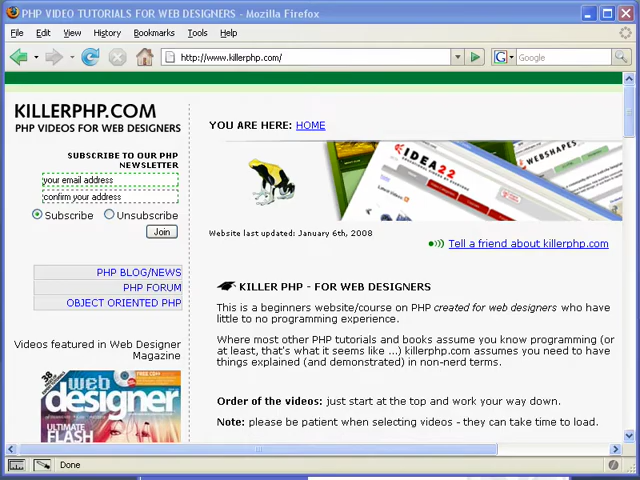 PHP VIDEO TUTORIALS FOR WEB DESIGNERS - Mozilla Firefox
File Edit View History Bookmarks Tools Help
http://www.killerphp.com/
Google
KILLERPHP.COM
PHP VIDEOS FOR WEB DESIGNERS
SUBSCRIBE TO OUR PHP
NEWSLETTER
your email address
confirm your address
Subscribe Unsubscribe
Join
PHP BLOG/NEWS
PHP FORUM
OBJECT ORIENTED PHP
Videos featured in Web Designer
Magazine
web
designer
ULTIMATE
FLASH
YOU ARE HERE: HOME
IDEA22
WEBSHAPES
Website last updated: January 6th, 2008
Tell a friend about killerphp.com
KILLER PHP - FOR WEB DESIGNERS
This is a beginners website/course on PHP created for web designers who have
little to no programming experience.
Where most other PHP tutorials and books assume you know programming (or
at least, that's what it seems like ...) killerphp.com assumes you need to have
things explained (and demonstrated) in non-nerd terms.
Order of the videos: just start at the top and work your way down.
Note: please be patient when selecting videos - they can take time to load.
Done